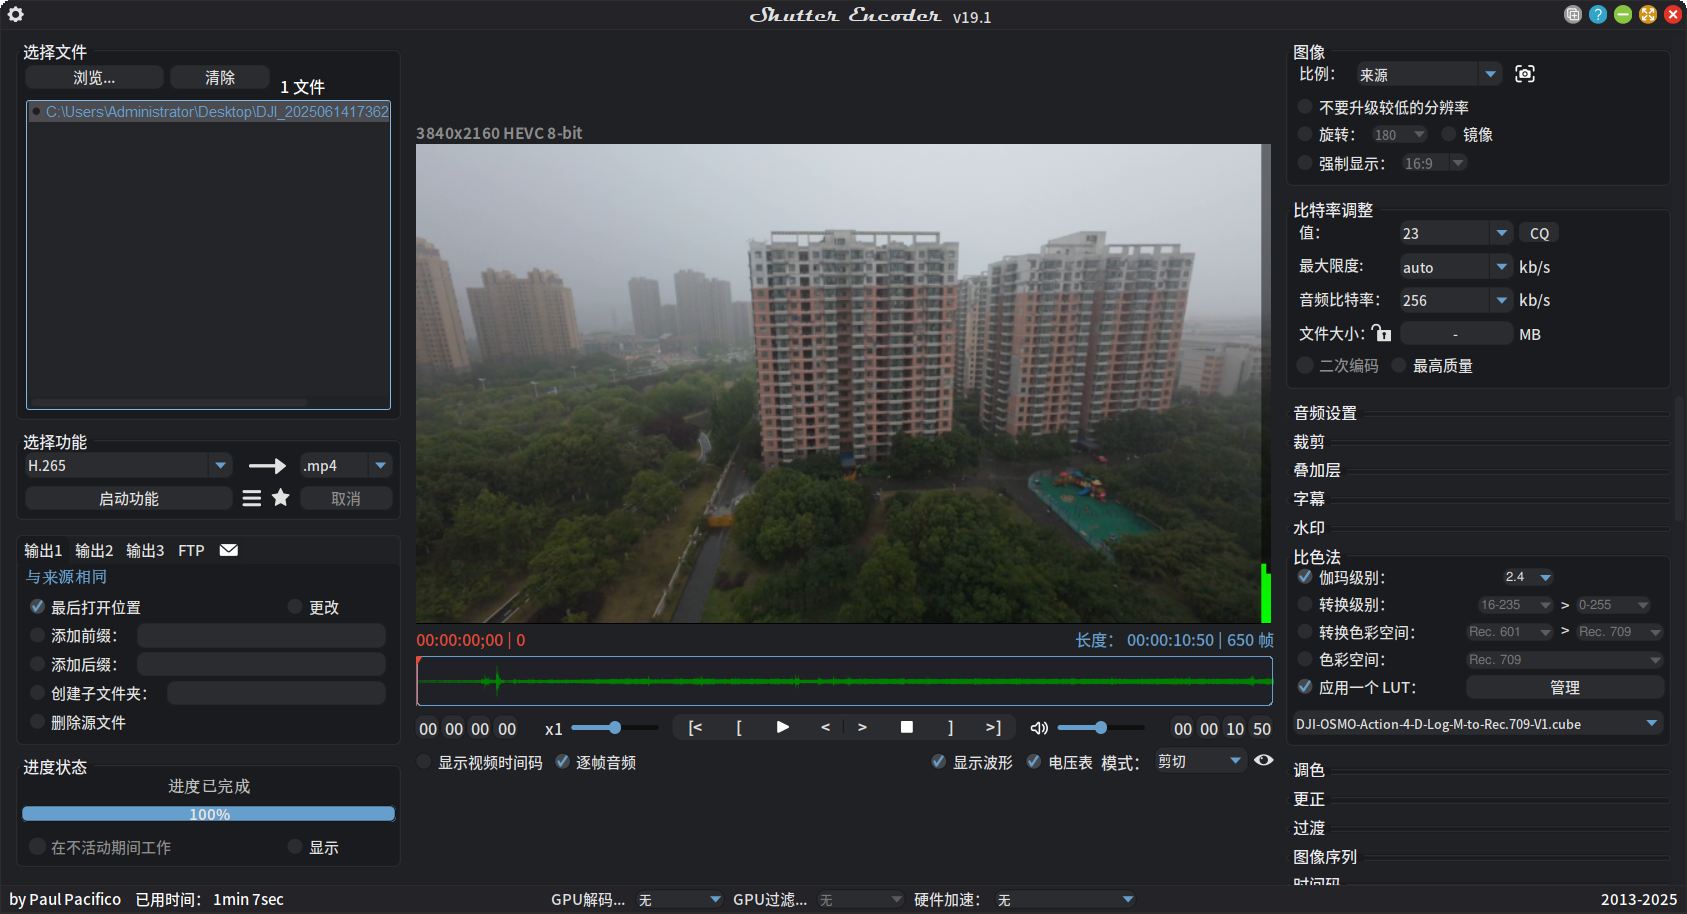 Shutter Encoder v19.1
?
选择文件
浏览...
清除
1 文件
C:\Users\Administrator\Desktop\DJI_2025061417362
选择功能
H.265
.mp4
启动功能
取消
输出1 输出2 输出3 FTP
与来源相同
最后打开位置
更改
添加前缀：
添加后缀：
创建子文件夹：
删除源文件
进度状态
进度已完成
100%
在不活动期间工作
显示
3840x2160 HEVC 8-bit
00:00:00;00 | 0
长度： 00:00:10:50 | 650 帧
00 00 00 00
x1
[< [ < > ] >]
00 00 10 50
显示视频时间码
逐帧音频
显示波形
电压表
模式：
剪切
图像
比例：
来源
不要升级较低的分辨率
旋转：
180
镜像
强制显示：
16:9
比特率调整
值：
23
CQ
最大限度：
auto
kb/s
音频比特率：
256
kb/s
文件大小：
-
MB
二次编码
最高质量
音频设置
裁剪
叠加层
字幕
水印
比色法
伽玛级别：
2.4
转换级别：
16-235 > 0-255
转换色彩空间：
Rec. 601 > Rec. 709
色彩空间：
Rec. 709
应用一个 LUT：
管理
DJI-OSMO-Action-4-D-Log-M-to-Rec.709-V1.cube
调色
更正
过渡
图像序列
时间码
by Paul Pacifico 已用时间： 1min 7sec
GPU解码... 无
GPU过滤... 无
硬件加速： 无
2013-2025